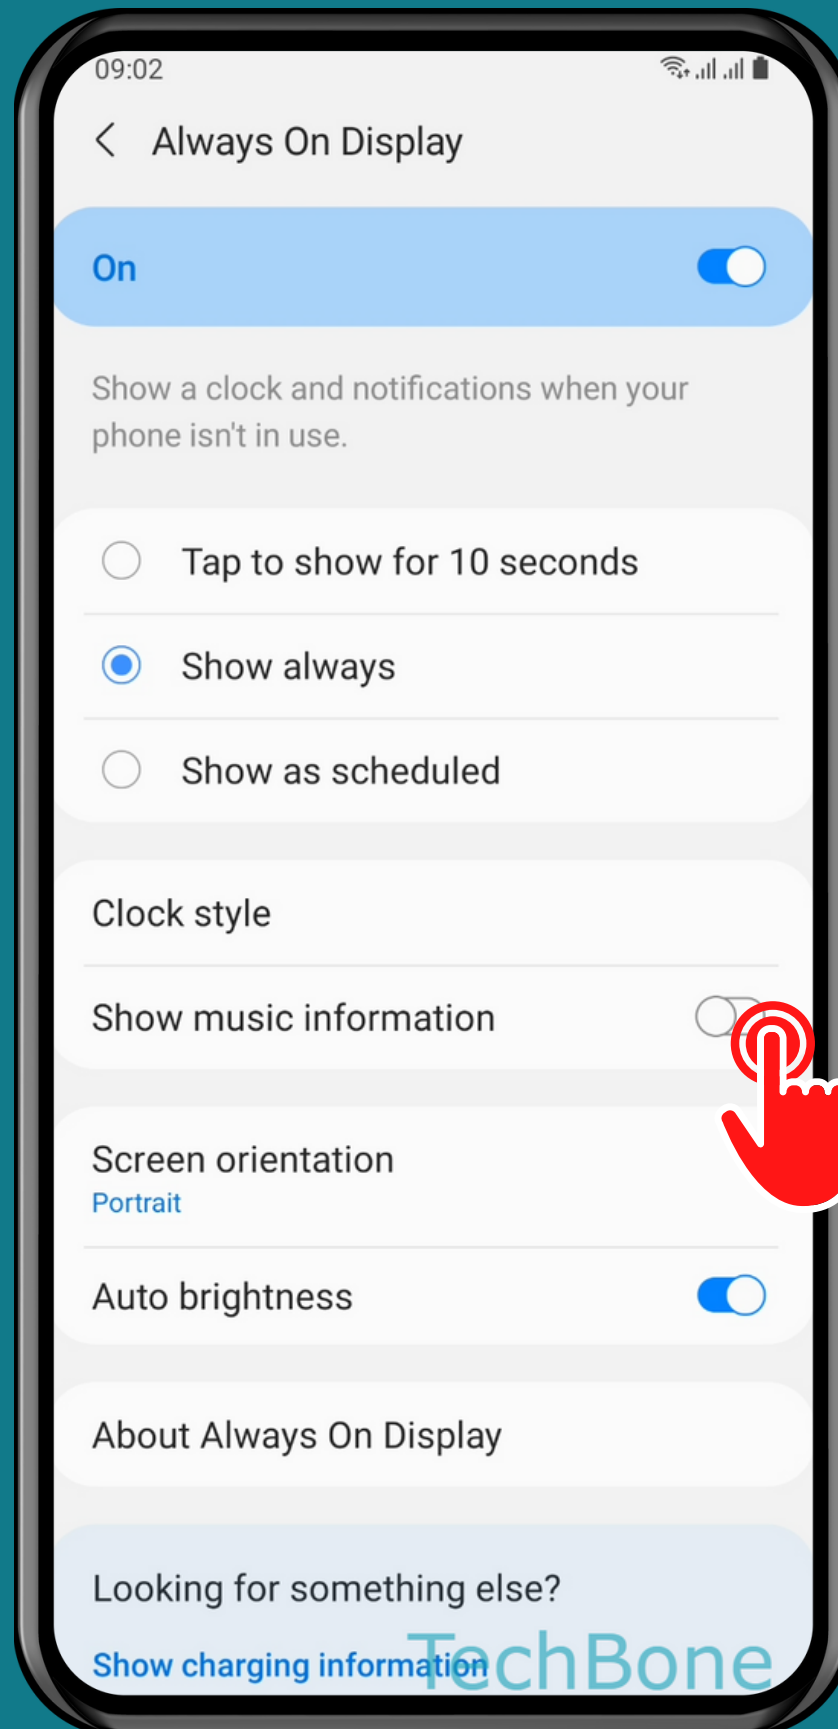 09:02
Always On Display
On
Show a clock and notifications when your
phone isn't in use.
Tap to show for 10 seconds
Show always
Show as scheduled
Clock style
Show music information
Screen orientation
Portrait
Auto brightness
About Always On Display
Looking for something else?
Show charging information
TechBone